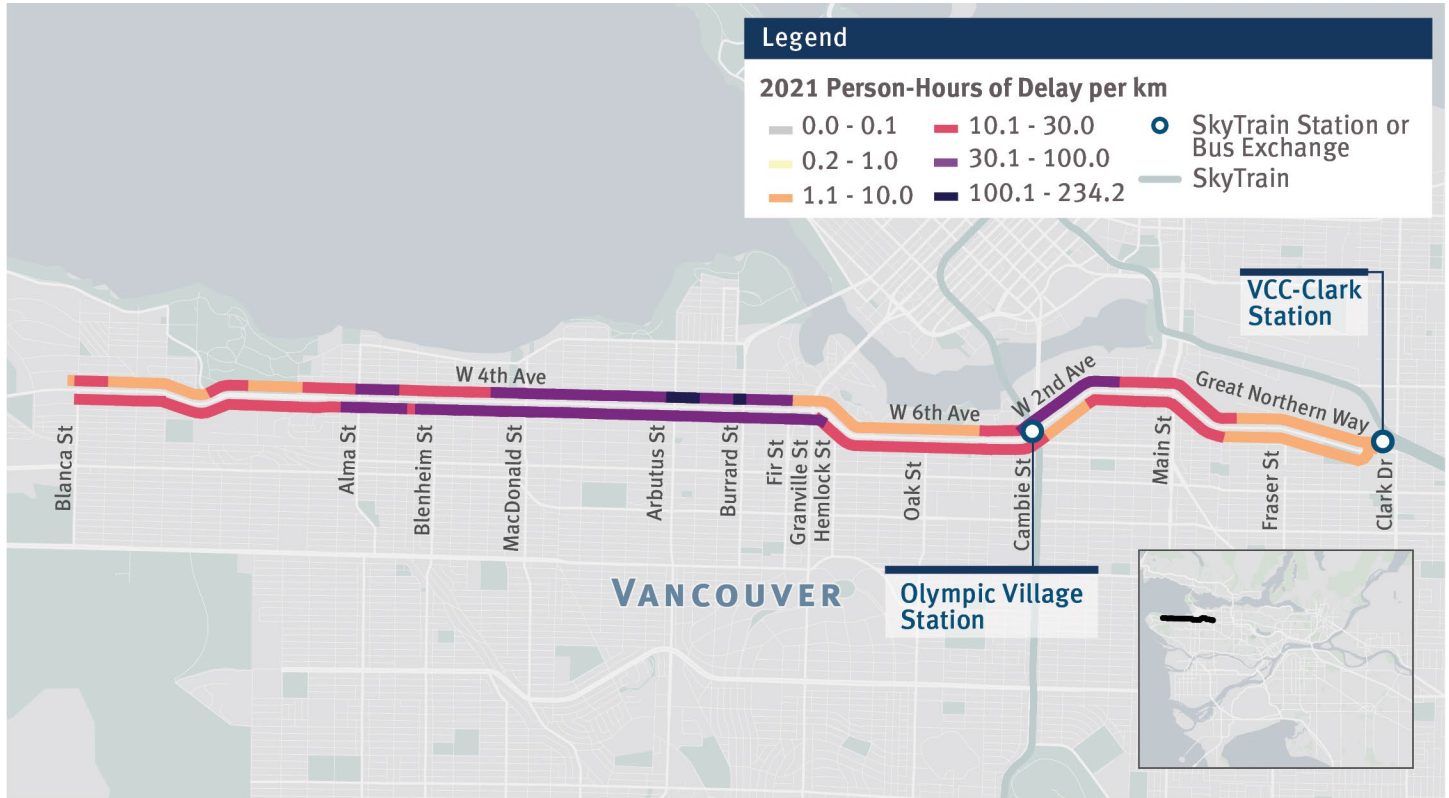 Legend
2021 Person-Hours of Delay per km
0.0 - 0.1
0.2 - 1.0
1.1 - 10.0
10.1 - 30.0
30.1 - 100.0
100.1 - 234.2
SkyTrain Station or
Bus Exchange
SkyTrain
VCC-Clark
Station
W 4th Ave
W 6th Ave
W 2nd Ave
Great Northern Way
Blanca St
Alma St
Blenheim St
MacDonald St
Arbutus St
Burrard St
Fir St
Granville St
Hemlock St
Oak St
Cambie St
Main St
Fraser St
Clark Dr
VANCOUVER
Olympic Village
Station